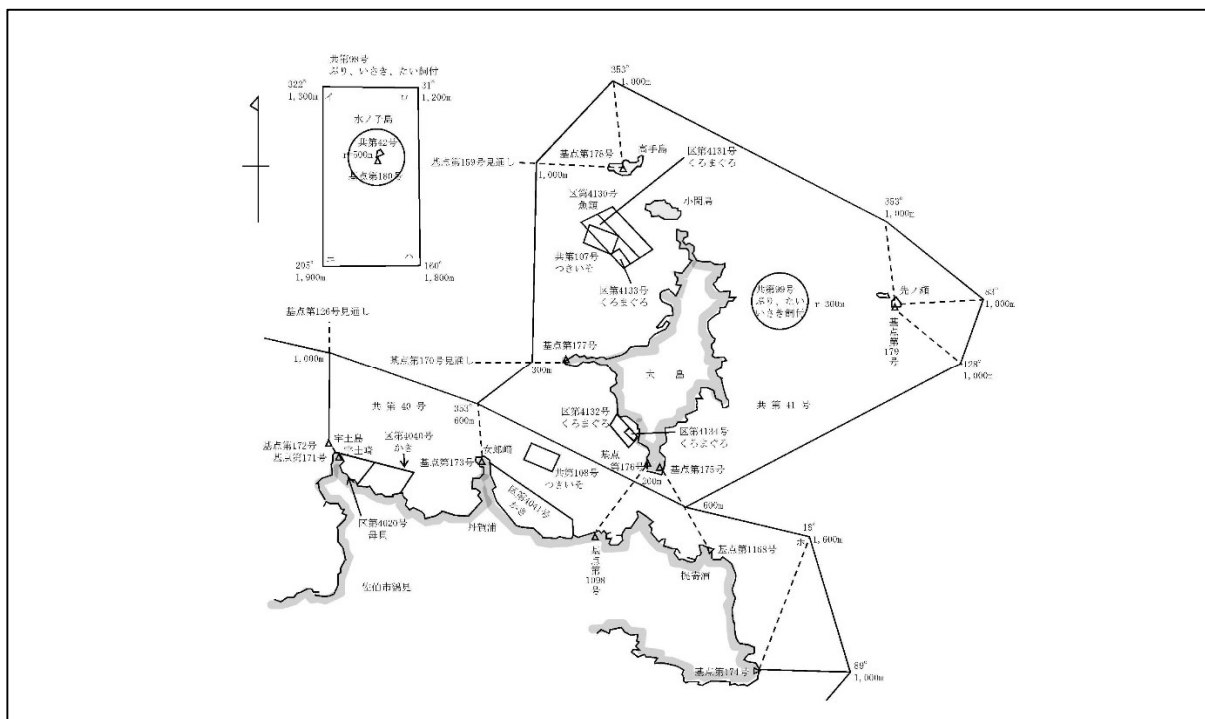 共第98号
ぶり、いさき、たい飼付
322°
1,300m
イ
31°
1,200m
ロ
水ノ子島
共第42号
r=500m
基点第180号
205°
1,900m
ニ
160°
1,800m
ハ
353°
1,000m
基点第159号見通し
1,000m
基点第178号
高手島
区第4131号
くろまぐろ
区第4130号
魚類
小間島
共第107号
つきいそ
区第4133号
くろまぐろ
353°
1,000m
共第99号
ぶり、たい
いさき飼付
r=300m
先ノ瀬
83°
1,000m
基点第179号
128°
1,000m
基点第126号見通し
1,000m
基点第170号見通し
300m
基点第177号
大島
共第41号
共第40号
353°
600m
区第4132号
くろまぐろ
区第4134号
くろまぐろ
基点第172号
宇土島
宇土崎
基点第171号
区第4040号
かき
女郎崎
基点第173号
共第108号
つきいそ
基点
第176号
基点第175号
200m
600m
区第4041号
かき
区第4020号
母貝
丹賀浦
基点第1098号
18°
1,600m
ホ
基点第1168号
梶寄浦
佐伯市鶴見
基点第174号
89°
1,000m